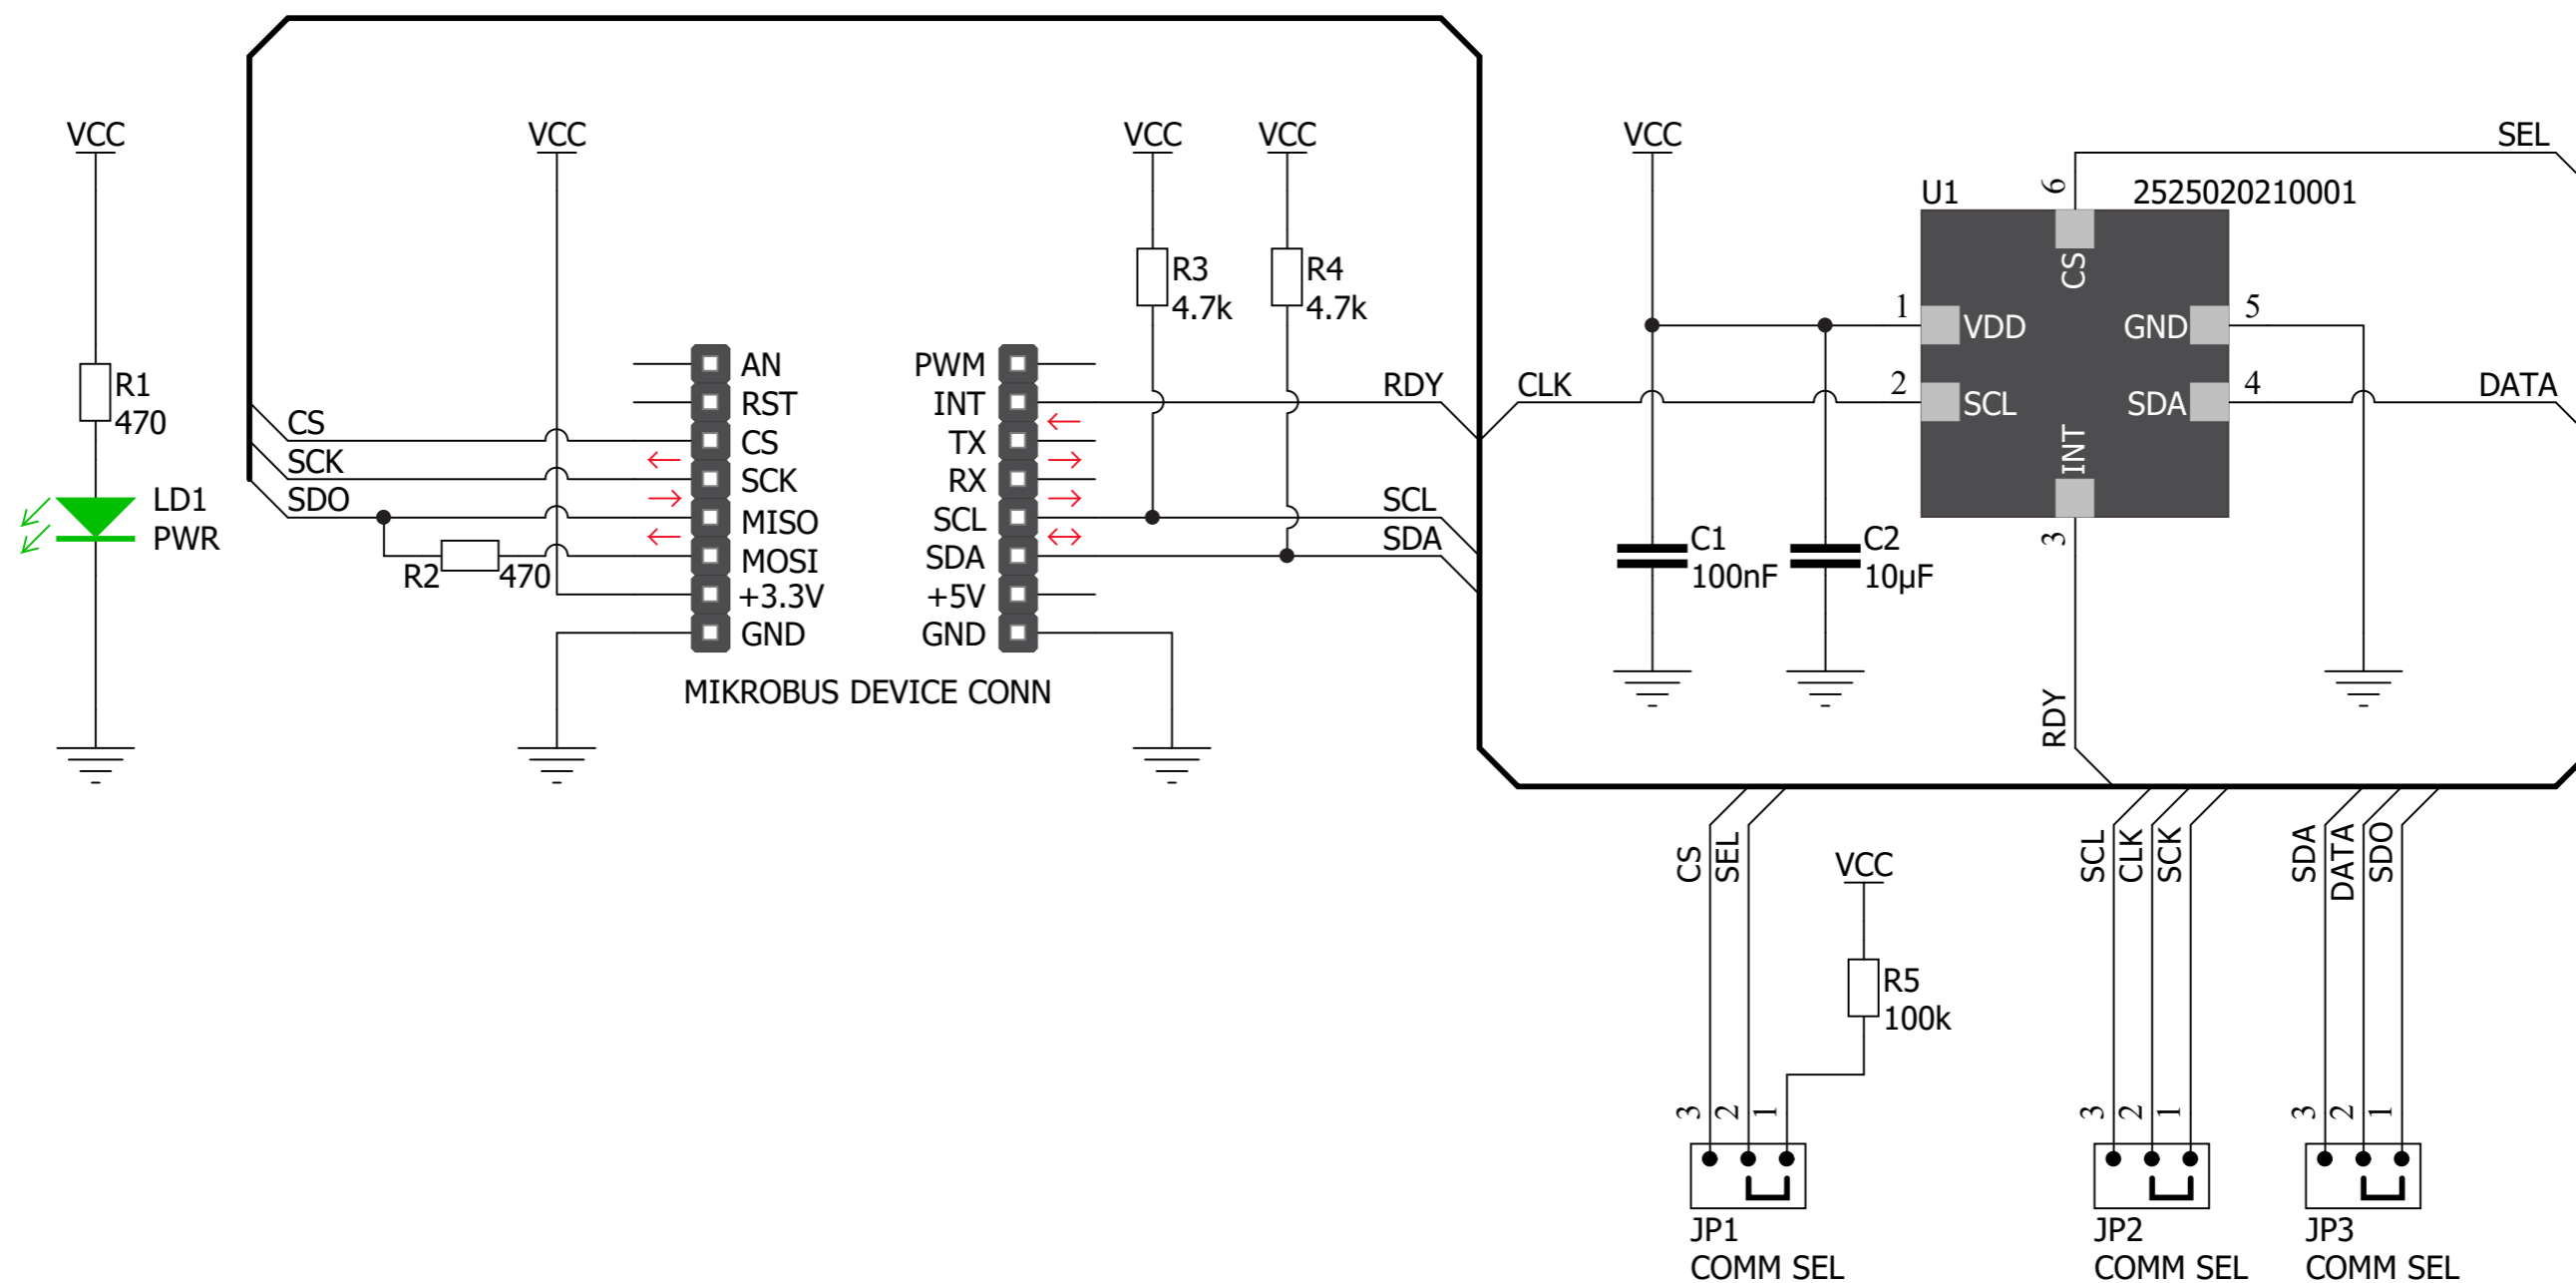 VCC
VCC
VCC
VCC
VCC
SEL
U1
6
2525020210001
CS
R3
4.7k
R4
4.7k
1
VDD
GND
5
2
SCL
SDA
4
INT
3
CLK
DATA
RDY
R1
470
LD1
PWR
CS
SCK
SDO
R2
470
AN
RST
CS
SCK
MISO
MOSI
+3.3V
GND
PWM
INT
TX
RX
SCL
SDA
+5V
GND
MIKROBUS DEVICE CONN
RDY
SCL
SDA
C1
100nF
C2
10µF
CS
SEL
VCC
R5
100k
3
2
1
JP1
COMM SEL
SCL
CLK
SCK
3
2
1
JP2
COMM SEL
SDA
DATA
SDO
3
2
1
JP3
COMM SEL